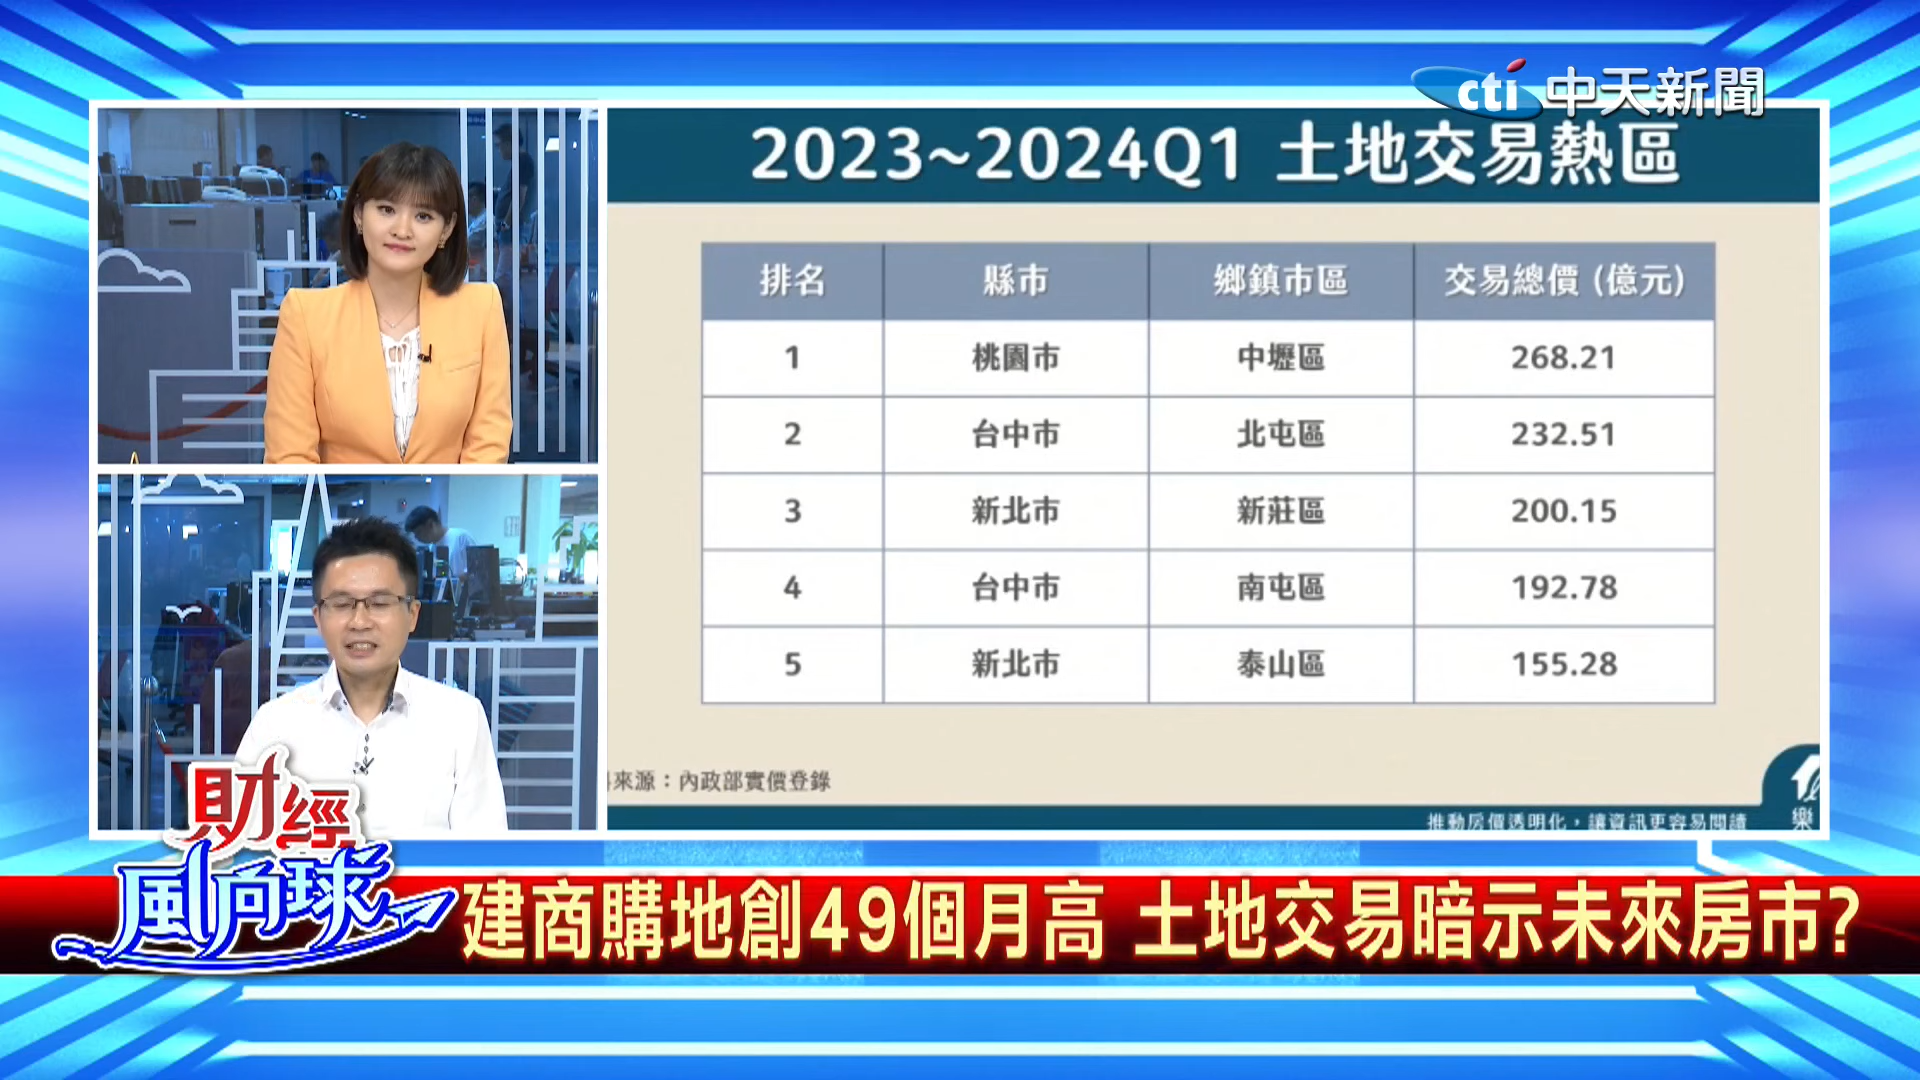 cti 中天新聞
2023~2024Q1 土地交易熱區
排名 縣市 鄉鎮市區 交易總價 (億元)
1 桃園市 中壢區 268.21
2 台中市 北屯區 232.51
3 新北市 新莊區 200.15
4 台中市 南屯區 192.78
5 新北市 泰山區 155.28
來源：內政部實價登錄
推動房價透明化，讓資訊更容易閱讀
樂
財經
風向球
建商購地創49個月高 土地交易暗示未來房市?